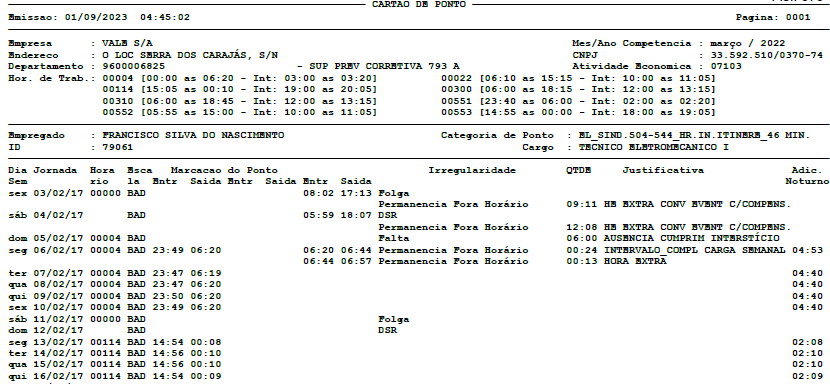 CARTAO DE PONTO
Emissao: 01/09/2023 04:45:02 Pagina: 0001
Empresa : VALE S/A Mes/Ano Competencia : março / 2022
Endereco : O LOC SERRA DOS CARAJÁS, S/N CNPJ : 33.592.510/0370-74
Departamento : 9600006825 - SUP PREV CORRETIVA 793 A Atividade Economica : 07103
Hor. de Trab.: 00004 [00:00 as 06:20 - Int: 03:00 as 03:20] 00022 [06:10 as 15:15 - Int: 10:00 as 11:05]
00114 [15:05 as 00:10 - Int: 19:00 as 20:05] 00300 [06:00 as 18:15 - Int: 12:00 as 13:15]
00310 [06:00 as 18:45 - Int: 12:00 as 13:15] 00551 [23:40 as 06:00 - Int: 02:00 as 02:20]
00552 [05:55 as 15:00 - Int: 10:00 as 11:05] 00553 [14:55 as 00:00 - Int: 18:00 as 19:05]
Empregado : FRANCISCO SILVA DO NASCIMENTO Categoria de Ponto : EL_SIND.504-544_HR.IN.ITINERE_46 MIN.
ID : 79061 Cargo : TECNICO ELETROMECANICO I
Dia Jornada Hora Esca Marcacao do Ponto Irregularidade QTDE Justificativa Adic.
Sem rio la Entr Saida Entr Saida Entr Saida Noturno
sex 03/02/17 00000 BAD 08:02 17:13 Folga
Permanencia Fora Horário 09:11 HE EXTRA CONV EVENT C/COMPENS.
sáb 04/02/17 BAD 05:59 18:07 DSR
Permanencia Fora Horário 12:08 HE EXTRA CONV EVENT C/COMPENS.
dom 05/02/17 00004 BAD Falta 06:00 AUSENCIA CUMPRIM INTERSTÍCIO
seg 06/02/17 00004 BAD 23:49 06:20 06:20 06:44 Permanencia Fora Horário 00:24 INTERVALO_COMPL CARGA SEMANAL 04:53
06:44 06:57 Permanencia Fora Horário 00:13 HORA EXTRA
ter 07/02/17 00004 BAD 23:47 06:19 04:40
qua 08/02/17 00004 BAD 23:47 06:20 04:40
qui 09/02/17 00004 BAD 23:50 06:20 04:40
sex 10/02/17 00004 BAD 23:49 06:20 04:40
sáb 11/02/17 00000 BAD Folga
dom 12/02/17 BAD DSR
seg 13/02/17 00114 BAD 14:54 00:08 02:08
ter 14/02/17 00114 BAD 14:56 00:10 02:10
qua 15/02/17 00114 BAD 14:56 00:10 02:10
qui 16/02/17 00114 BAD 14:54 00:09 02:09